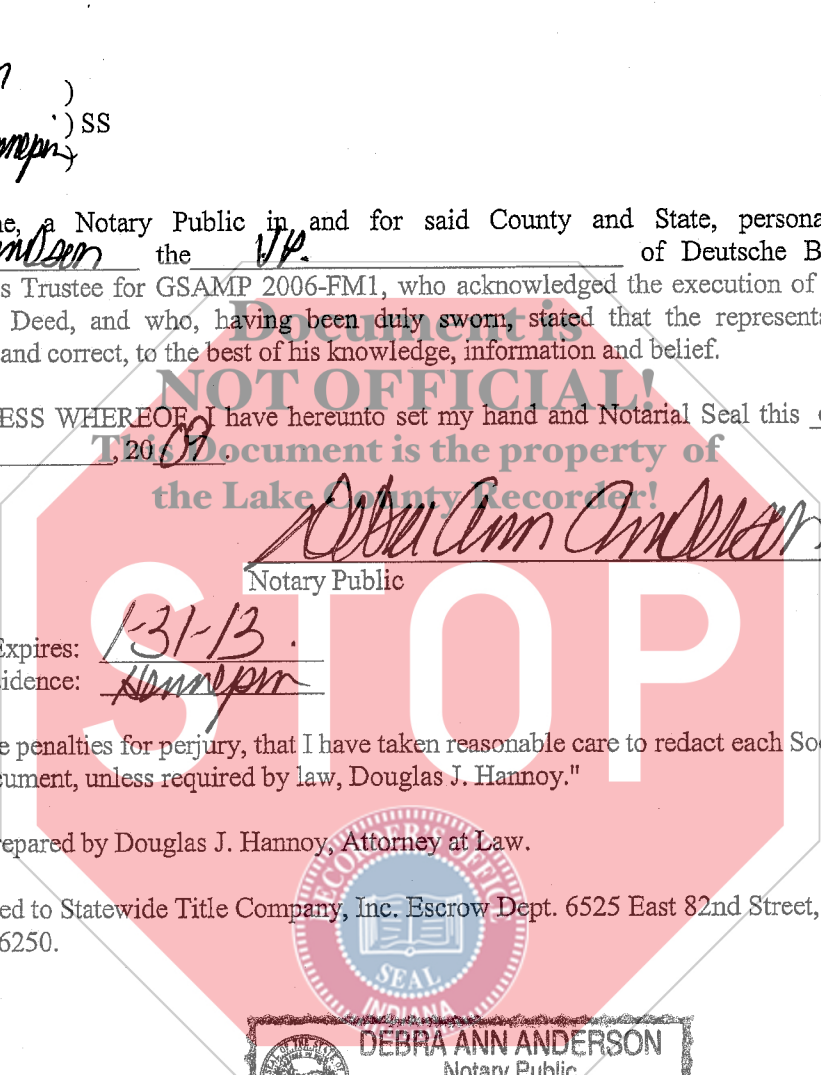 )
) SS
nnepin )
ne, a Notary Public in and for said County and State, persona
the V.P. of Deutsche B
s Trustee for GSAMP 2006-FM1, who acknowledged the execution of
Document is
Deed, and who, having been duly sworn, stated that the representa
and correct, to the best of his knowledge, information and belief.
NOT OFFICIAL!
ESS WHEREOF, I have hereunto set my hand and Notarial Seal this
This Document is the property of
, 20 09 .
the Lake County Recorder!
Debra Ann Anderson
Notary Public
STOP
Expires: 1-31-13
idence: Hennepin
e penalties for perjury, that I have taken reasonable care to redact each Soc
cument, unless required by law, Douglas J. Hannoy."
repared by Douglas J. Hannoy, Attorney at Law.
RECORDER'S OFFICE
ed to Statewide Title Company, Inc. Escrow Dept. 6525 East 82nd Street,
6250.
SEAL
INDIANA
DEBRA ANN ANDERSON
Notary Public